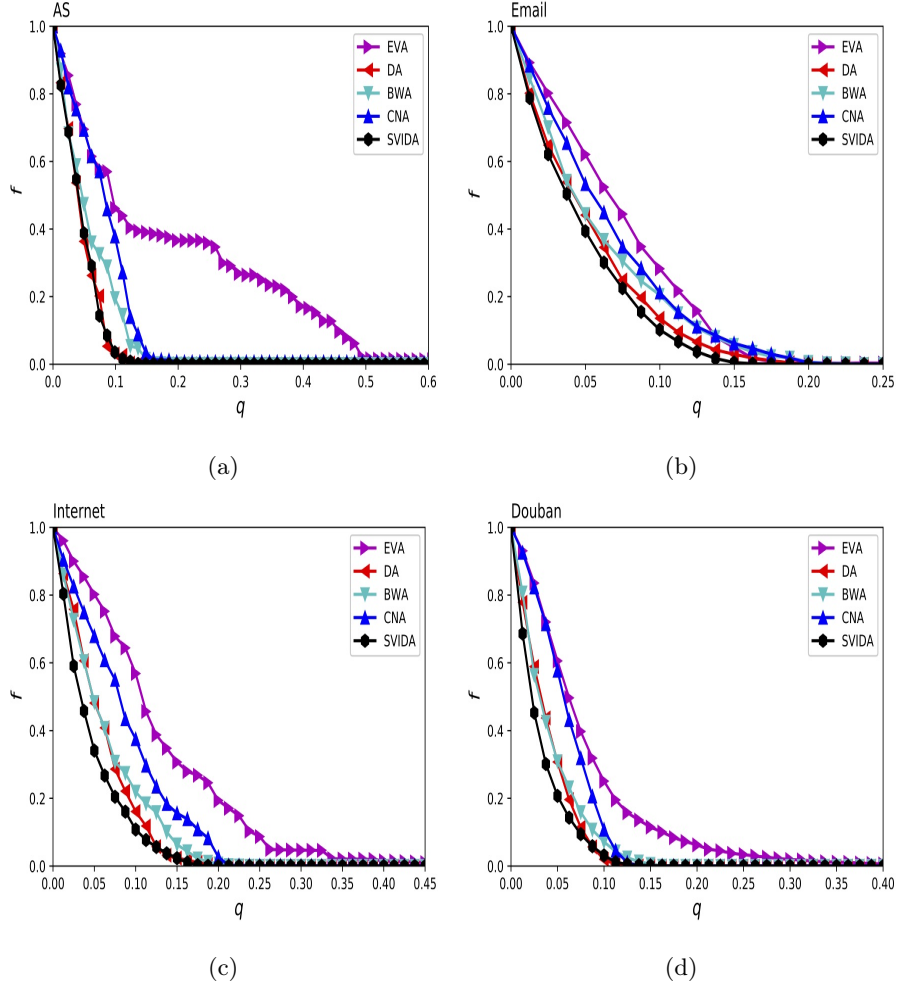 AS
1.0
0.8
0.6
0.4
0.2
0.0
f
0.0 0.1 0.2 0.3 0.4 0.5 0.6
q
EVA
DA
BWA
CNA
SVIDA
(a)
Email
1.0
0.8
0.6
0.4
0.2
0.0
f
0.00 0.05 0.10 0.15 0.20 0.25
q
EVA
DA
BWA
CNA
SVIDA
(b)
Internet
1.0
0.8
0.6
0.4
0.2
0.0
f
0.00 0.05 0.10 0.15 0.20 0.25 0.30 0.35 0.40 0.45
q
EVA
DA
BWA
CNA
SVIDA
(c)
Douban
1.0
0.8
0.6
0.4
0.2
0.0
f
0.00 0.05 0.10 0.15 0.20 0.25 0.30 0.35 0.40
q
EVA
DA
BWA
CNA
SVIDA
(d)